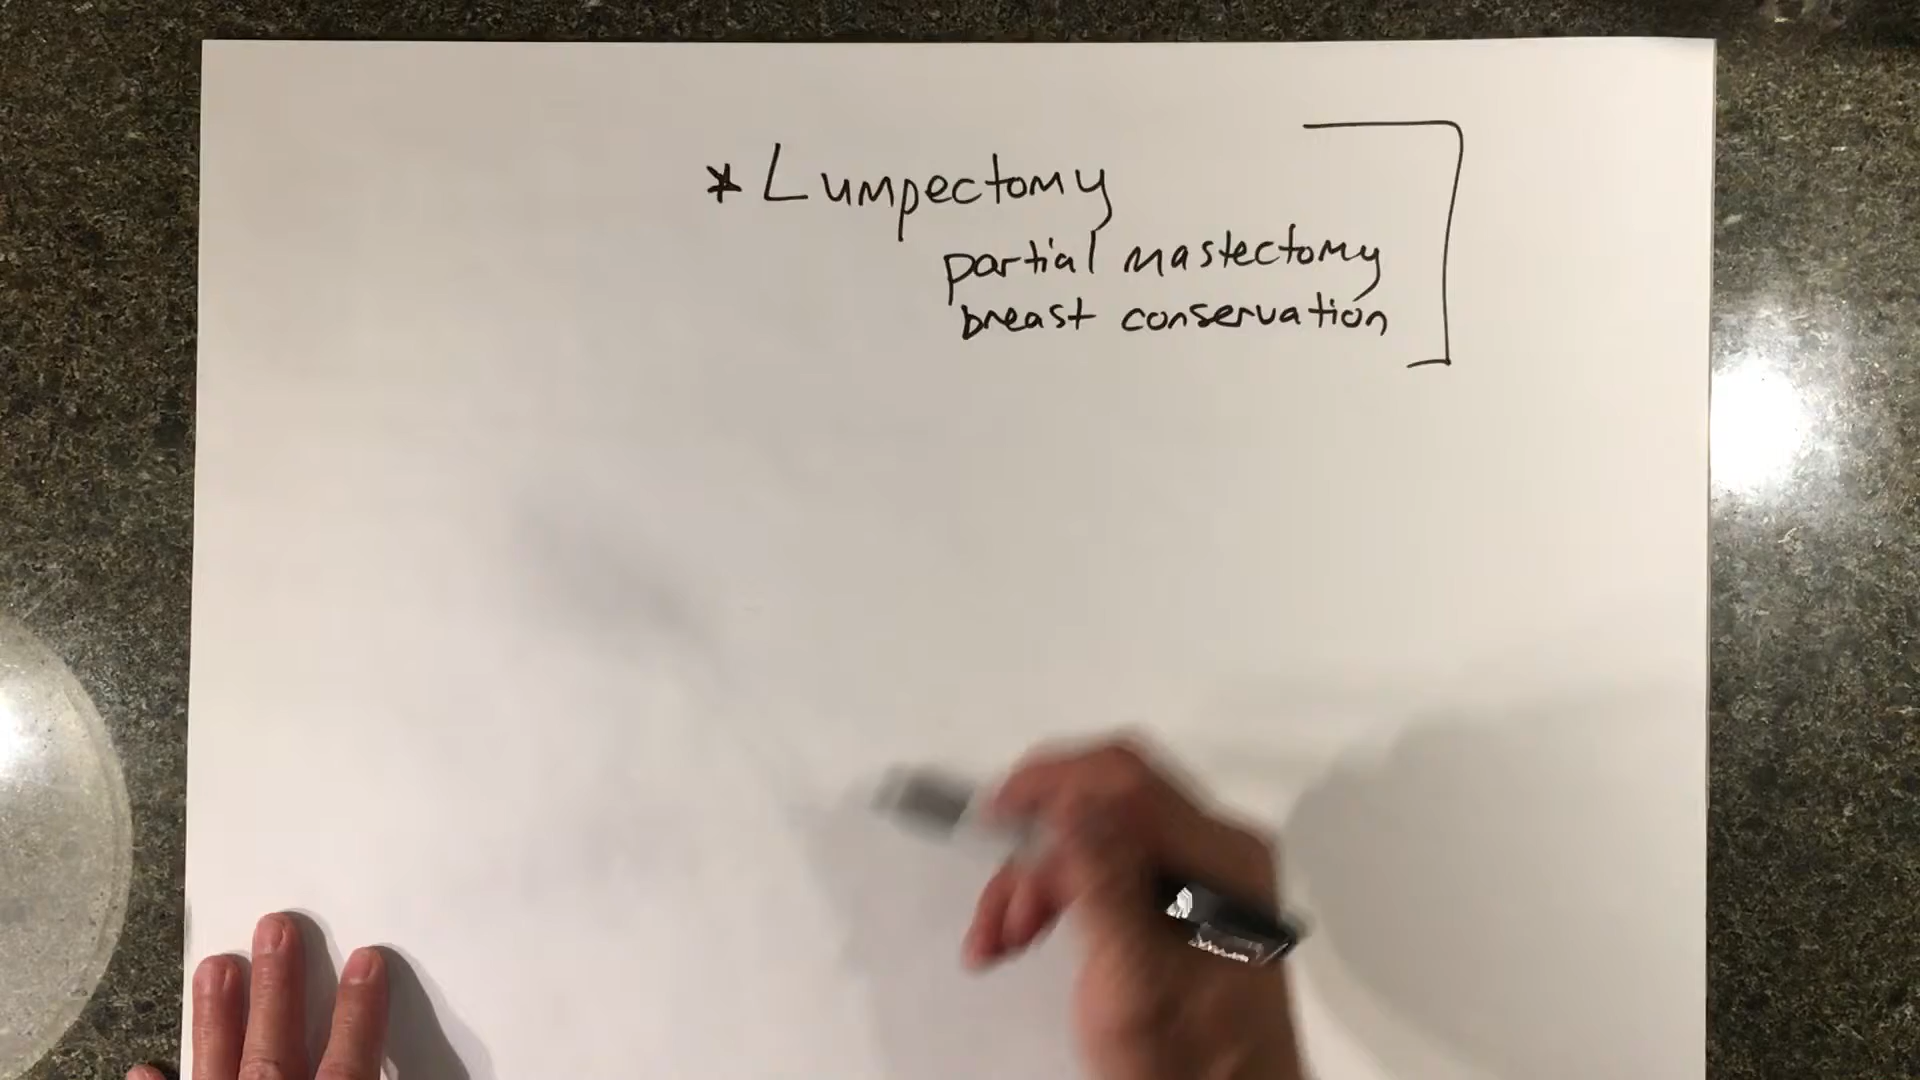 * Lumpectomy
partial mastectomy
breast conservation